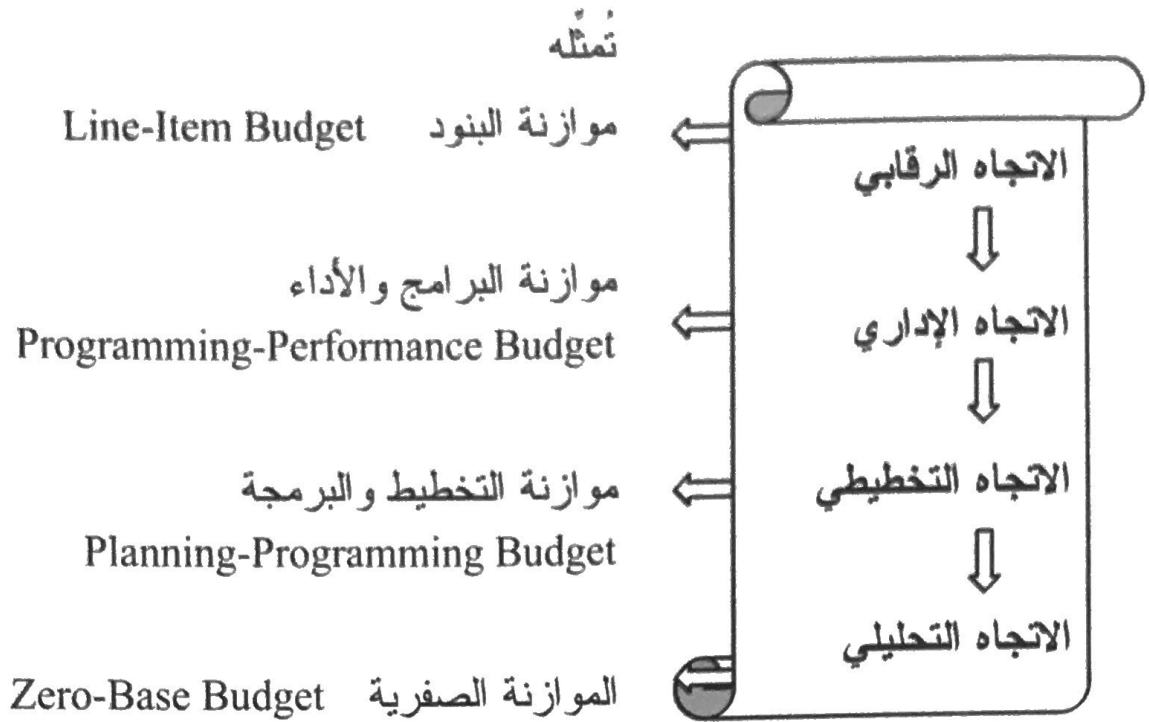 تُمثِّله
الاتجاه الرقابي
موازنة البنود Line-Item Budget
الاتجاه الإداري
موازنة البرامج والأداء
Programming-Performance Budget
الاتجاه التخطيطي
موازنة التخطيط والبرمجة
Planning-Programming Budget
الاتجاه التحليلي
الموازنة الصفرية Zero-Base Budget